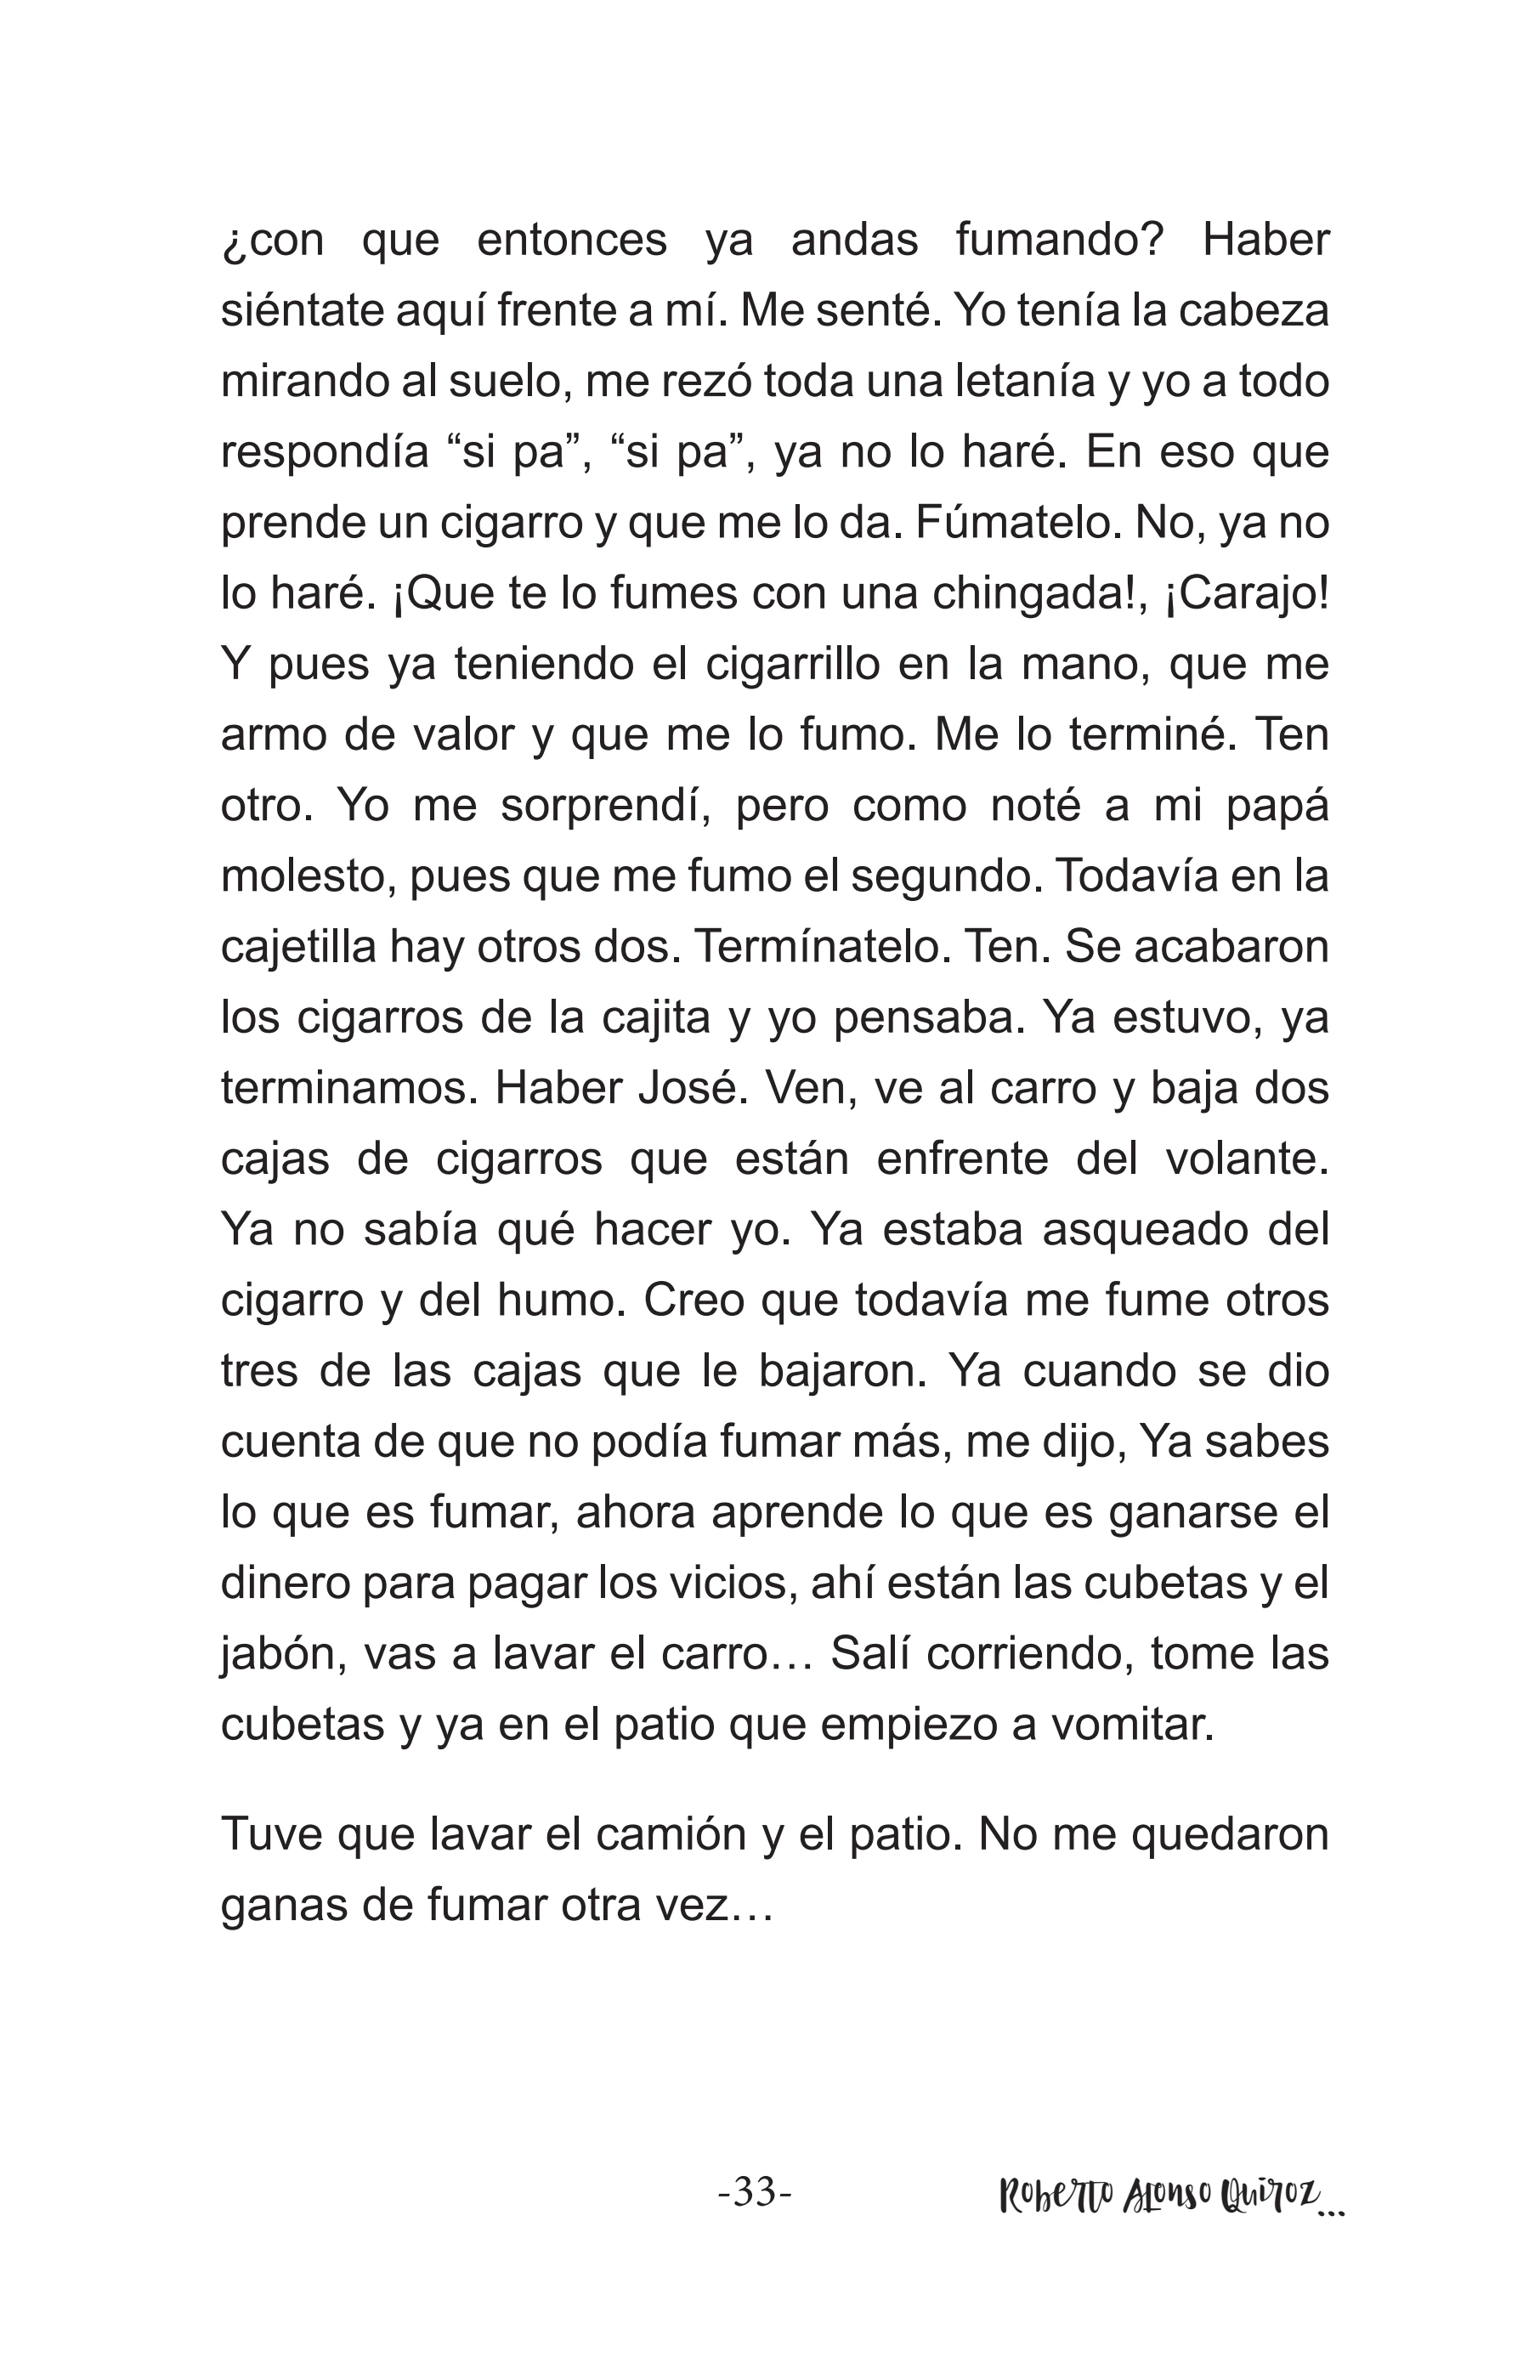 ¿con que entonces ya andas fumando? Haber
siéntate aquí frente a mí. Me senté. Yo tenía la cabeza
mirando al suelo, me rezó toda una letanía y yo a todo
respondía “si pa”, “si pa”, ya no lo haré. En eso que
prende un cigarro y que me lo da. Fúmatelo. No, ya no
lo haré. ¡Que te lo fumes con una chingada!, ¡Carajo!
Y pues ya teniendo el cigarrillo en la mano, que me
armo de valor y que me lo fumo. Me lo terminé. Ten
otro. Yo me sorprendí, pero como noté a mi papá
molesto, pues que me fumo el segundo. Todavía en la
cajetilla hay otros dos. Termínatelo. Ten. Se acabaron
los cigarros de la cajita y yo pensaba. Ya estuvo, ya
terminamos. Haber José. Ven, ve al carro y baja dos
cajas de cigarros que están enfrente del volante.
Ya no sabía qué hacer yo. Ya estaba asqueado del
cigarro y del humo. Creo que todavía me fume otros
tres de las cajas que le bajaron. Ya cuando se dio
cuenta de que no podía fumar más, me dijo, Ya sabes
lo que es fumar, ahora aprende lo que es ganarse el
dinero para pagar los vicios, ahí están las cubetas y el
jabón, vas a lavar el carro… Salí corriendo, tome las
cubetas y ya en el patio que empiezo a vomitar.
Tuve que lavar el camión y el patio. No me quedaron
ganas de fumar otra vez…
-33-
Roberto Alonso Quiroz...